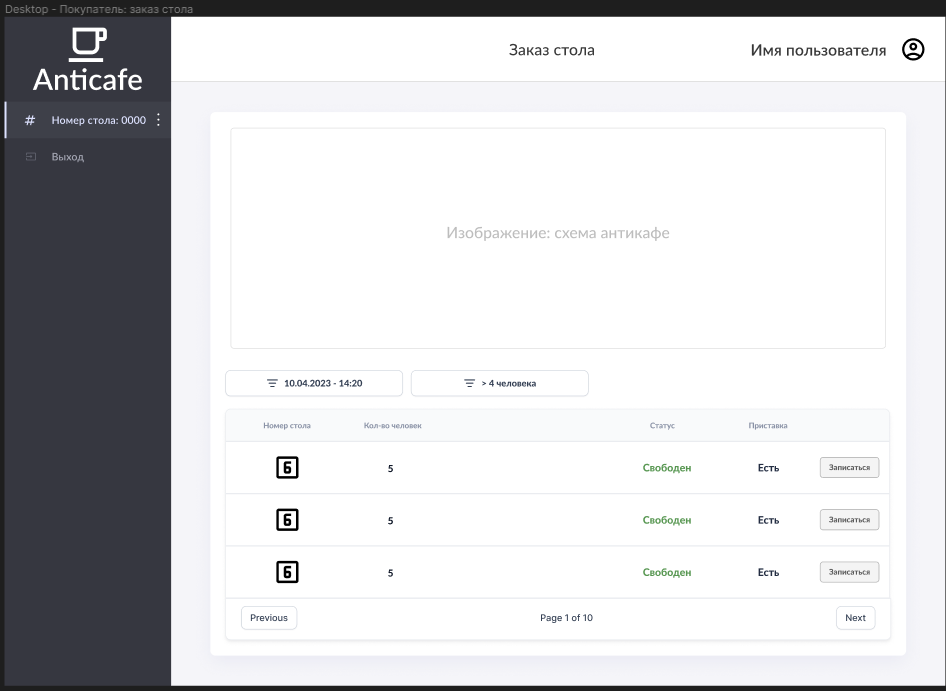 Desktop - Покупатель: заказ стола
Anticafe
Заказ стола
Имя пользователя
# Номер стола: 0000
Выход
Изображение: схема антикафе
10.04.2023 - 14:20
> 4 человека
Номер стола Кол-во человек Статус Приставка
6 5 Свободен Есть Записаться
6 5 Свободен Есть Записаться
6 5 Свободен Есть Записаться
Previous Page 1 of 10 Next